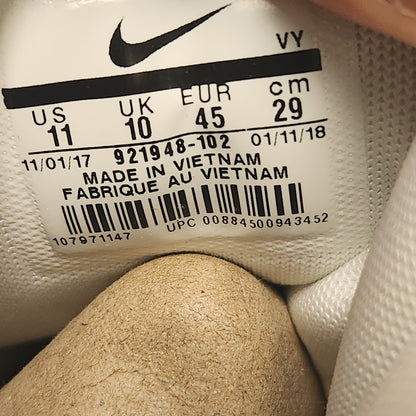 VY
US UK EUR cm
11 10 45 29
11/01/17 921948-102 01/11/18
MADE IN VIETNAM
FABRIQUE AU VIETNAM
107971147 UPC 00884500943452